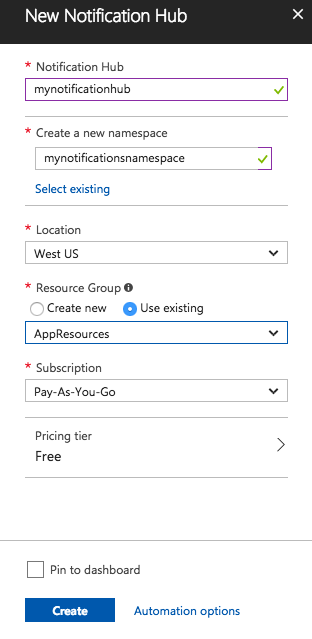 New Notification Hub
* Notification Hub
mynotificationhub
* Create a new namespace
mynotificationsnamespace
Select existing
* Location
West US
* Resource Group
Create new Use existing
AppResources
* Subscription
Pay-As-You-Go
Pricing tier
Free
Pin to dashboard
Create Automation options